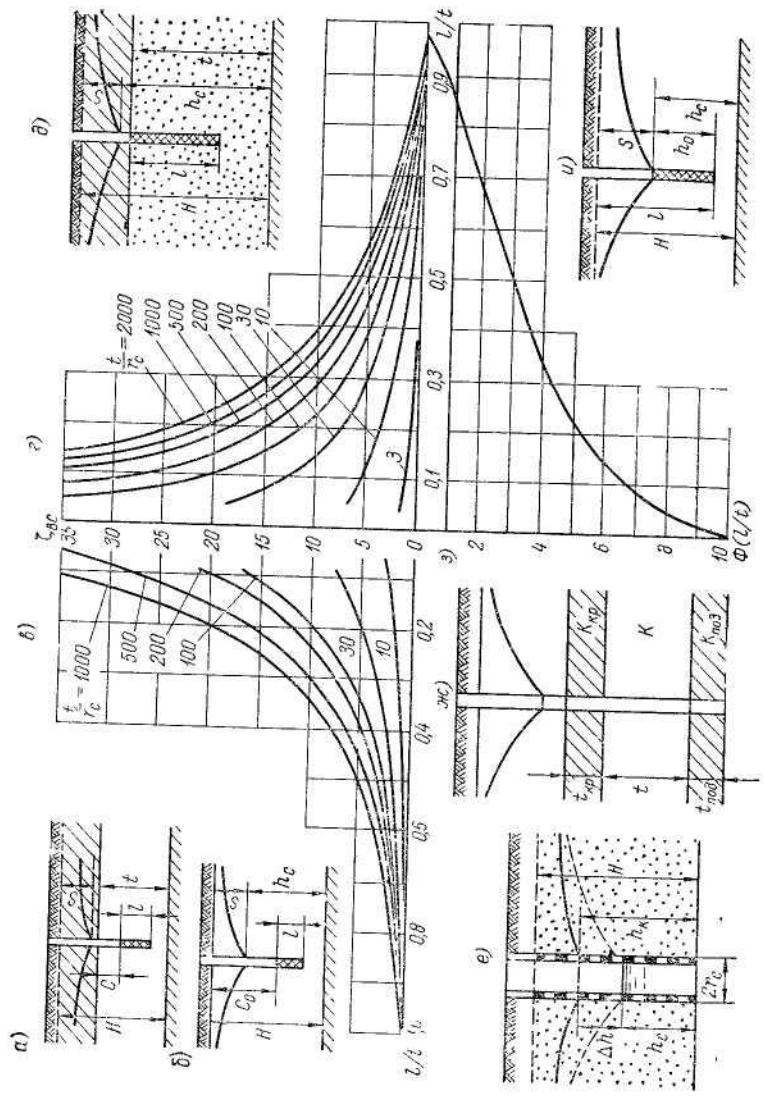 а)
S
t
l
C
H
б)
S
h_c
l
C_0
H
в)
t/r_c = 1000
500
200
100
30
10
0,2
0,4
0,6
0,8
l/t
г)
ζ_вс
35
30
25
20
15
10
5
0
t/r_c = 2000
1000
500
200
100
30
10
3
0,1
0,3
0,5
0,7
0,9
l/t
д)
S
t
h_c
l
H
е)
H
h_к
Δh
h_c
2r_c
ж)
K_кр
K
K_под
t_кр
t
t_под
з)
2
4
6
8
10
Ф(l/t)
и)
S
h_0
h_c
l
H